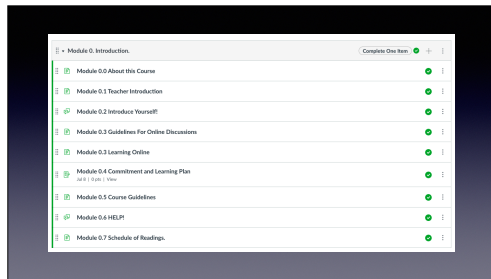 Module 0. Introduction.
Complete One Item
Module 0.0 About this Course
Module 0.1 Teacher Introduction
Module 0.2 Introduce Yourself!
Module 0.3 Guidelines For Online Discussions
Module 0.3 Learning Online
Module 0.4 Commitment and Learning Plan
Jul 8 | 0 pts | View
Module 0.5 Course Guidelines
Module 0.6 HELP!
Module 0.7 Schedule of Readings.